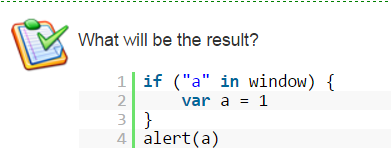 What will be the result?
1 if ("a" in window) {
2     var a = 1
3 }
4 alert(a)